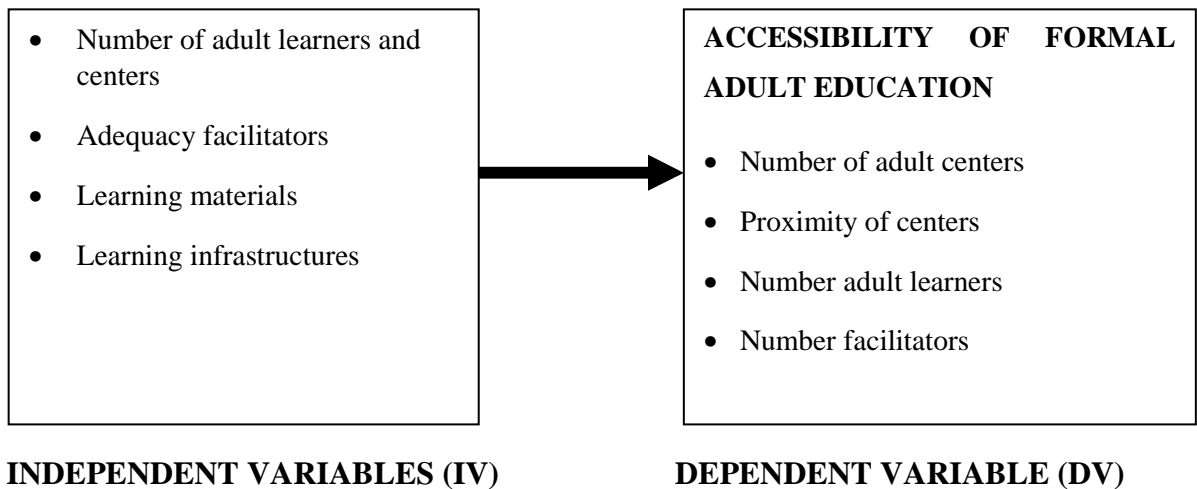 • Number of adult learners and
centers
• Adequacy facilitators
• Learning materials
• Learning infrastructures
ACCESSIBILITY OF FORMAL
ADULT EDUCATION
• Number of adult centers
• Proximity of centers
• Number adult learners
• Number facilitators
INDEPENDENT VARIABLES (IV)
DEPENDENT VARIABLE (DV)